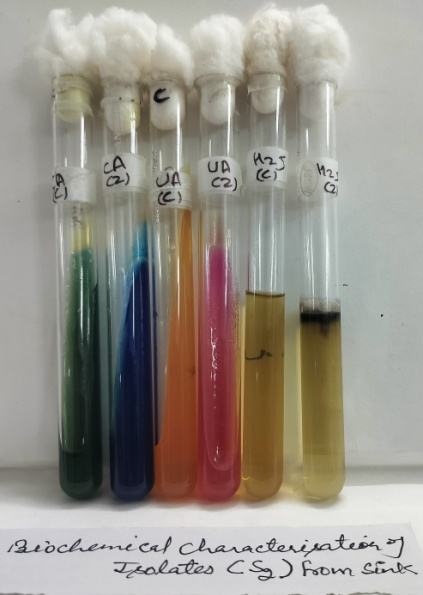 C
CA
(C)
CA
(2)
UA
(C)
UA
(2)
H2S
(C)
H2S
(2)
Biochemical Characterisation of
Isolates (S2) from Sink